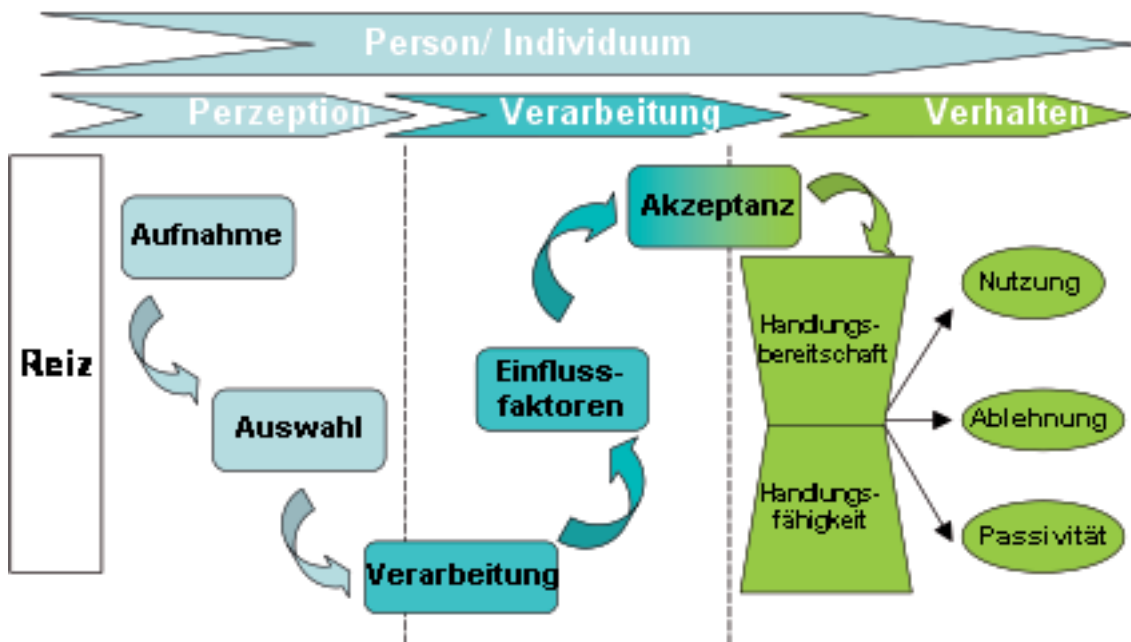 Person/ Individuum
Perzeption
Verarbeitung
Verhalten
Reiz
Aufnahme
Auswahl
Verarbeitung
Einfluss-
faktoren
Akzeptanz
Handlungs-
bereitschaft
Handlungs-
fähigkeit
Nutzung
Ablehnung
Passivität